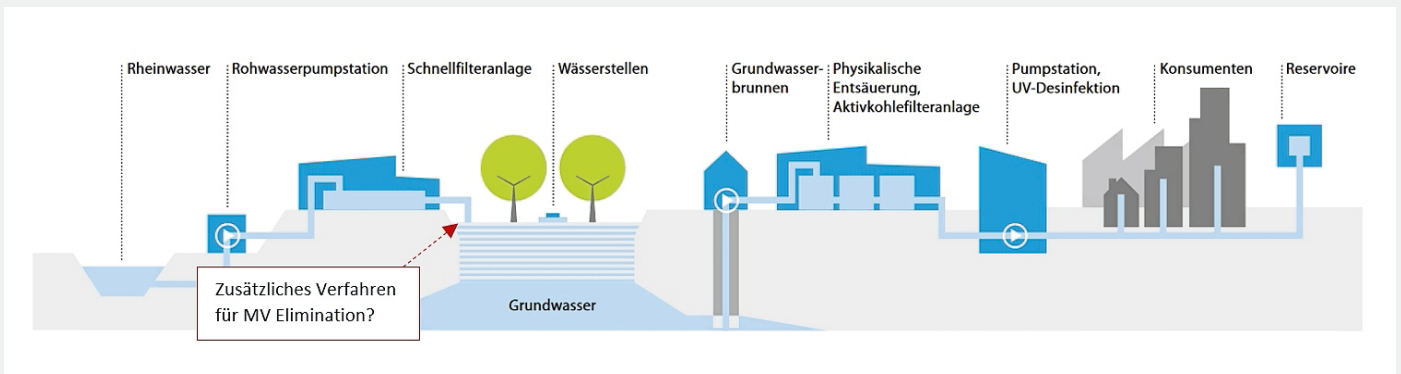 Rheinwasser
Rohwasserpumpstation
Schnellfilteranlage
Wässerstellen
Grundwasser-
brunnen
Physikalische
Entsäuerung,
Aktivkohlefilteranlage
Pumpstation,
UV-Desinfektion
Konsumenten
Reservoire
Zusätzliches Verfahren
für MV Elimination?
Grundwasser